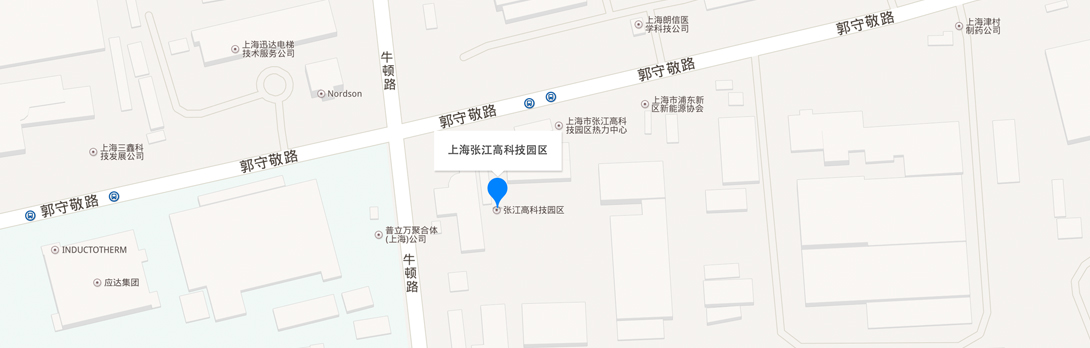 郭守敬路
上海朗信医
学科技公司
上海津村
制药公司
上海迅达电梯
技术服务公司
牛顿路
郭守敬路
Nordson
上海市浦东新
区新能源协会
郭守敬路
上海市张江高科
技园区热力中心
上海三鑫科
技发展公司
上海张江高科技园区
郭守敬路
郭守敬路
张江高科技园区
普立万聚合体
(上海)公司
INDUCTOTHERM
牛顿路
应达集团